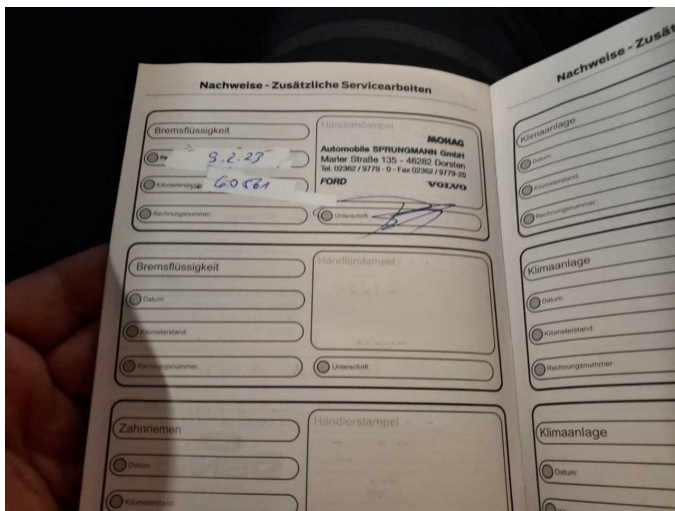 Nachweise - Zusätzliche Servicearbeiten
Bremsflüssigkeit
9.2.23
60561
Rechnungsnummer:
Händlerstempel
MOHAG
Automobile SPRUNGMANN GmbH
Marler Straße 135 - 46282 Dorsten
Tel. 02362 / 9779 - 0 - Fax 02362 / 9779-26
FORD VOLVO
Unterschrift:
Bremsflüssigkeit
Datum:
Kilometerstand:
Rechnungsnummer:
Händlerstempel
Unterschrift:
Zahnriemen
Datum:
Kilometerstand:
Händlerstempel
Nachweise - Zusät
Klimaanlage
Datum:
Kilometerstand:
Rechnungsnummer:
Klimaanlage
Datum:
Kilometerstand:
Rechnungsnummer:
Klimaanlage
Datum: